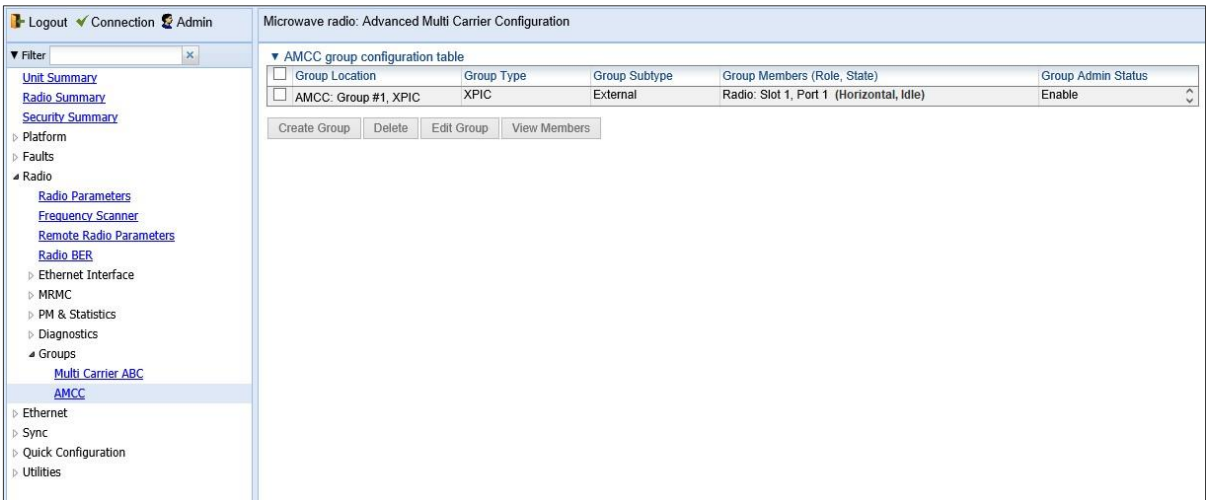 Logout Connection Admin
Filter
Unit Summary
Radio Summary
Security Summary
Platform
Faults
Radio
Radio Parameters
Frequency Scanner
Remote Radio Parameters
Radio BER
Ethernet Interface
MRMC
PM & Statistics
Diagnostics
Groups
Multi Carrier ABC
AMCC
Ethernet
Sync
Quick Configuration
Utilities
Microwave radio: Advanced Multi Carrier Configuration
AMCC group configuration table
Group Location Group Type Group Subtype Group Members (Role, State) Group Admin Status
AMCC: Group #1, XPIC XPIC External Radio: Slot 1, Port 1 (Horizontal, Idle) Enable
Create Group Delete Edit Group View Members